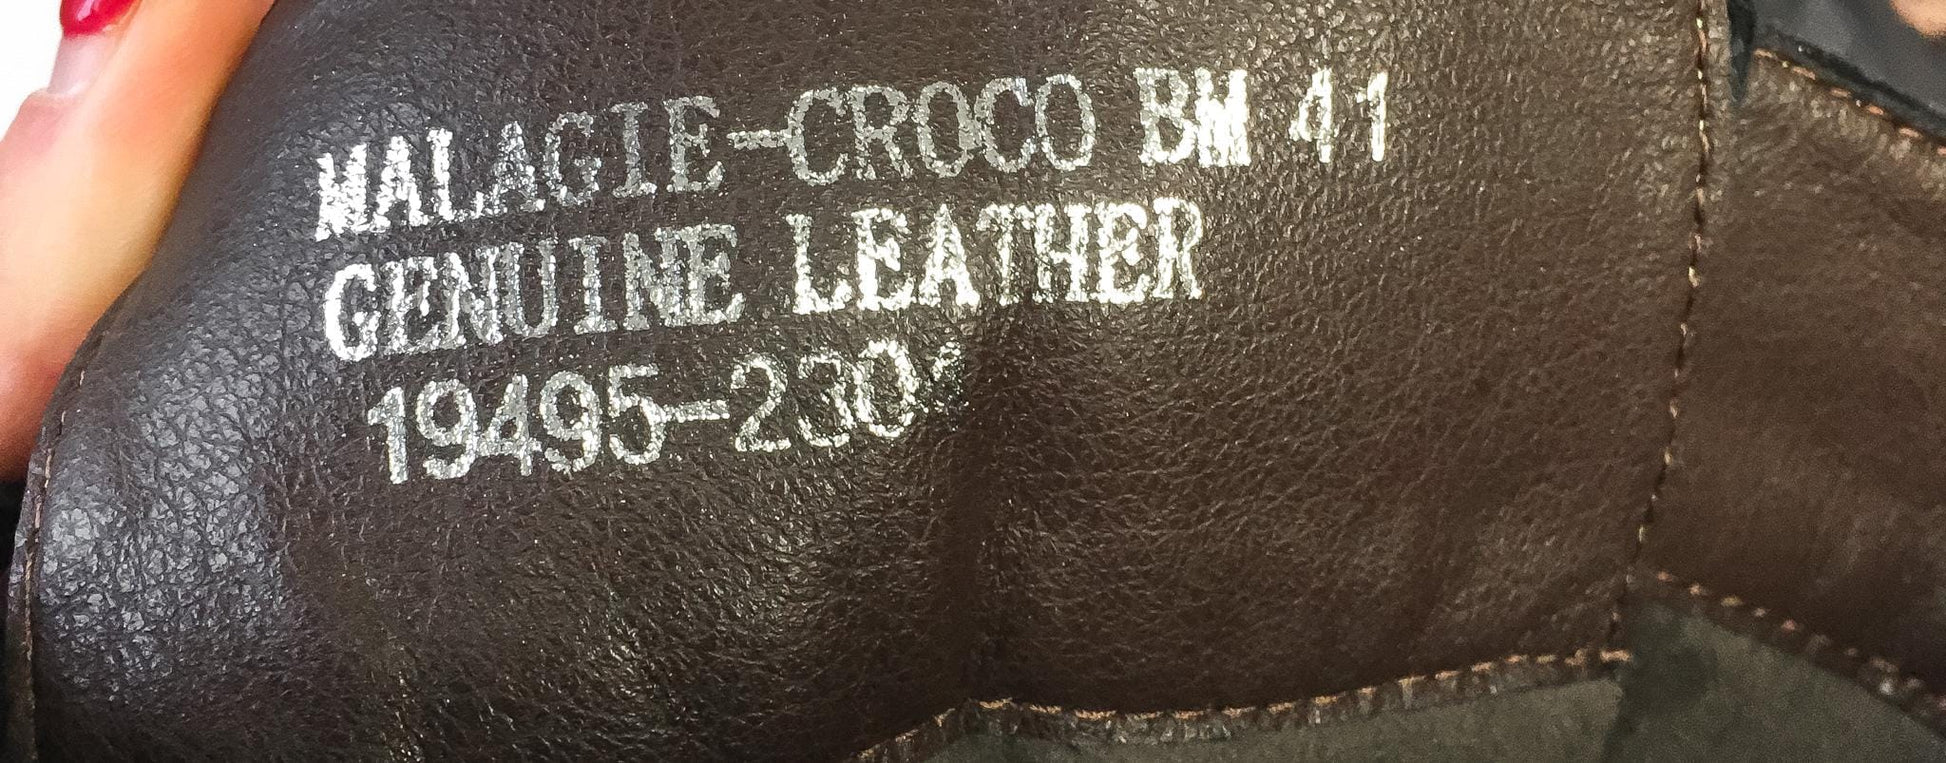 MALAGIE-CROCO BM 41
GENUINE LEATHER